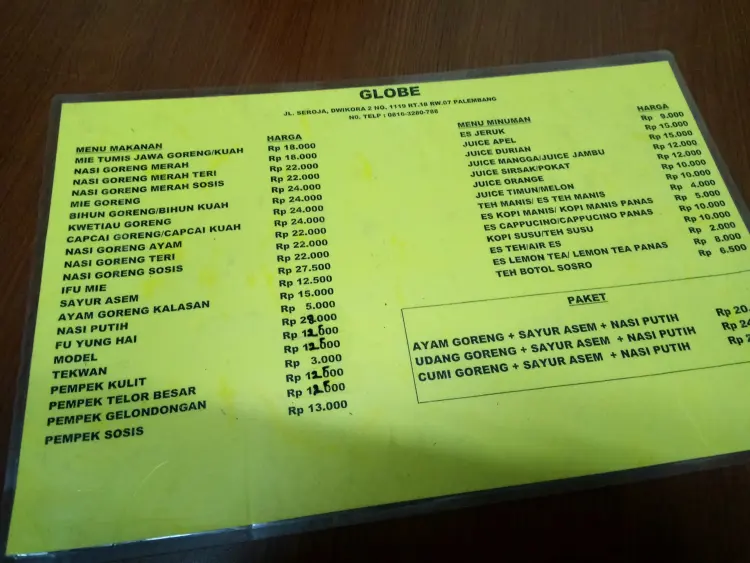 GLOBE
JL. SEROJA, DWIKORA 2 NO. 1119 RT.18 RW.07 PALEMBANG
N0. TELP : 0816-3280-788
MENU MAKANAN HARGA
MIE TUMIS JAWA GORENG/KUAH Rp 18.000
NASI GORENG MERAH Rp 18.000
NASI GORENG MERAH TERI Rp 22.000
NASI GORENG MERAH SOSIS Rp 22.000
MIE GORENG Rp 24.000
BIHUN GORENG/BIHUN KUAH Rp 24.000
KWETIAU GORENG Rp 24.000
CAPCAI GORENG/CAPCAI KUAH Rp 24.000
NASI GORENG AYAM Rp 22.000
NASI GORENG TERI Rp 22.000
NASI GORENG SOSIS Rp 22.000
IFU MIE Rp 27.500
SAYUR ASEM Rp 12.500
AYAM GORENG KALASAN Rp 15.000
NASI PUTIH Rp 5.000
FU YUNG HAI Rp
MODEL Rp
TEKWAN Rp
PEMPEK KULIT Rp 3.000
PEMPEK TELOR BESAR Rp
PEMPEK GELONDONGAN Rp
PEMPEK SOSIS Rp 13.000
MENU MINUMAN HARGA
ES JERUK Rp 9.000
JUICE APEL Rp 15.000
JUICE DURIAN Rp 15.000
JUICE MANGGA/JUICE JAMBU Rp 12.000
JUICE SIRSAK/POKAT Rp 12.000
JUICE ORANGE Rp 10.000
JUICE TIMUN/MELON Rp 10.000
TEH MANIS/ ES TEH MANIS Rp 4.000
ES KOPI MANIS/ KOPI MANIS PANAS Rp 5.000
ES CAPPUCINO/CAPPUCINO PANAS Rp 10.000
KOPI SUSU/TEH SUSU Rp 10.000
ES TEH/AIR ES Rp 2.000
ES LEMON TEA/ LEMON TEA PANAS Rp 8.000
TEH BOTOL SOSRO Rp 6.500
PAKET
AYAM GORENG + SAYUR ASEM + NASI PUTIH Rp 20.
UDANG GORENG + SAYUR ASEM + NASI PUTIH Rp
CUMI GORENG + SAYUR ASEM + NASI PUTIH Rp